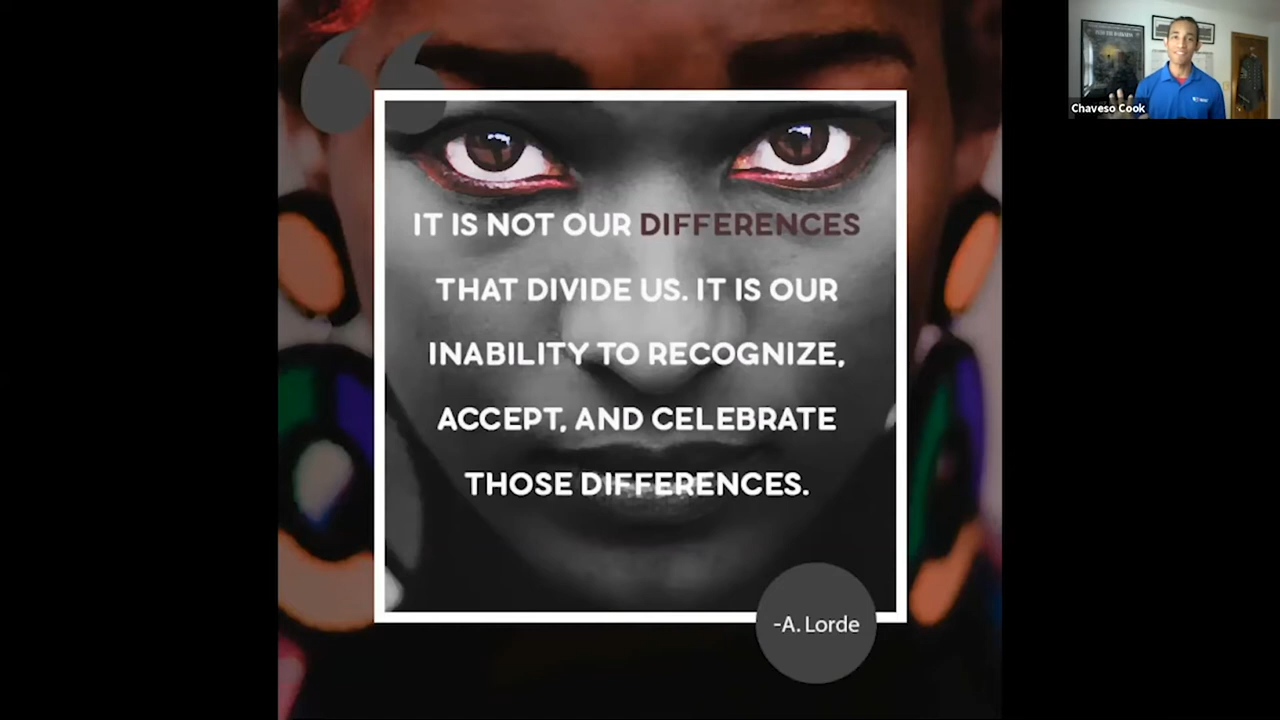 IT IS NOT OUR DIFFERENCES
THAT DIVIDE US. IT IS OUR
INABILITY TO RECOGNIZE,
ACCEPT, AND CELEBRATE
THOSE DIFFERENCES.
-A. Lorde
Chaveso Cook